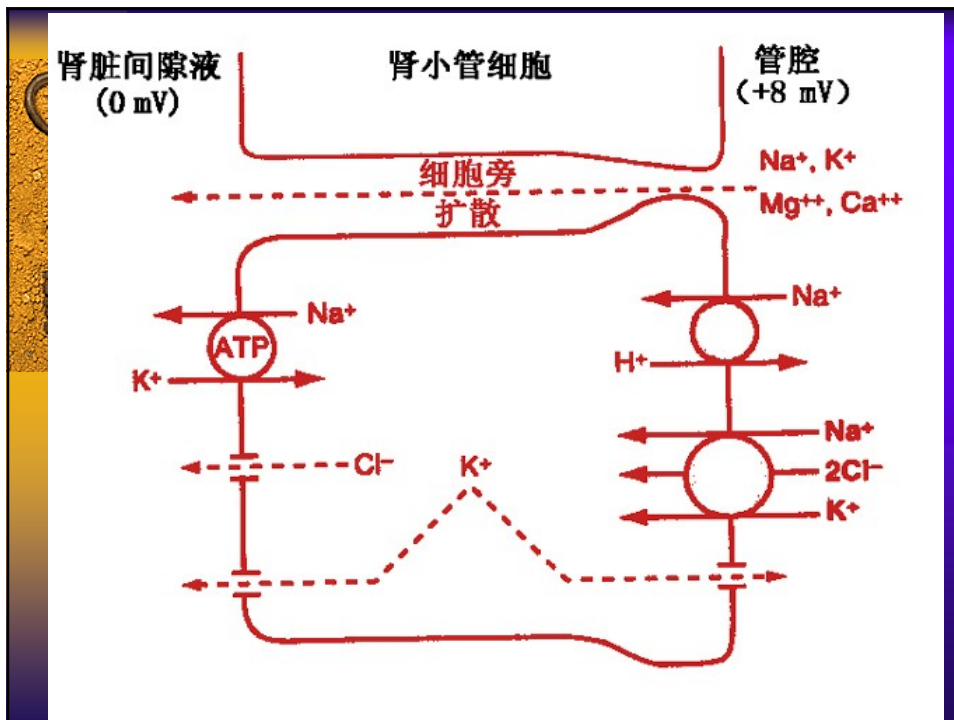 肾脏间隙液
(0 mV)
肾小管细胞
管腔
(+8 mV)
Na⁺, K⁺
细胞旁
Mg⁺⁺, Ca⁺⁺
扩散
Na⁺
Na⁺
ATP
K⁺
H⁺
Na⁺
Cl⁻
K⁺
2Cl⁻
K⁺